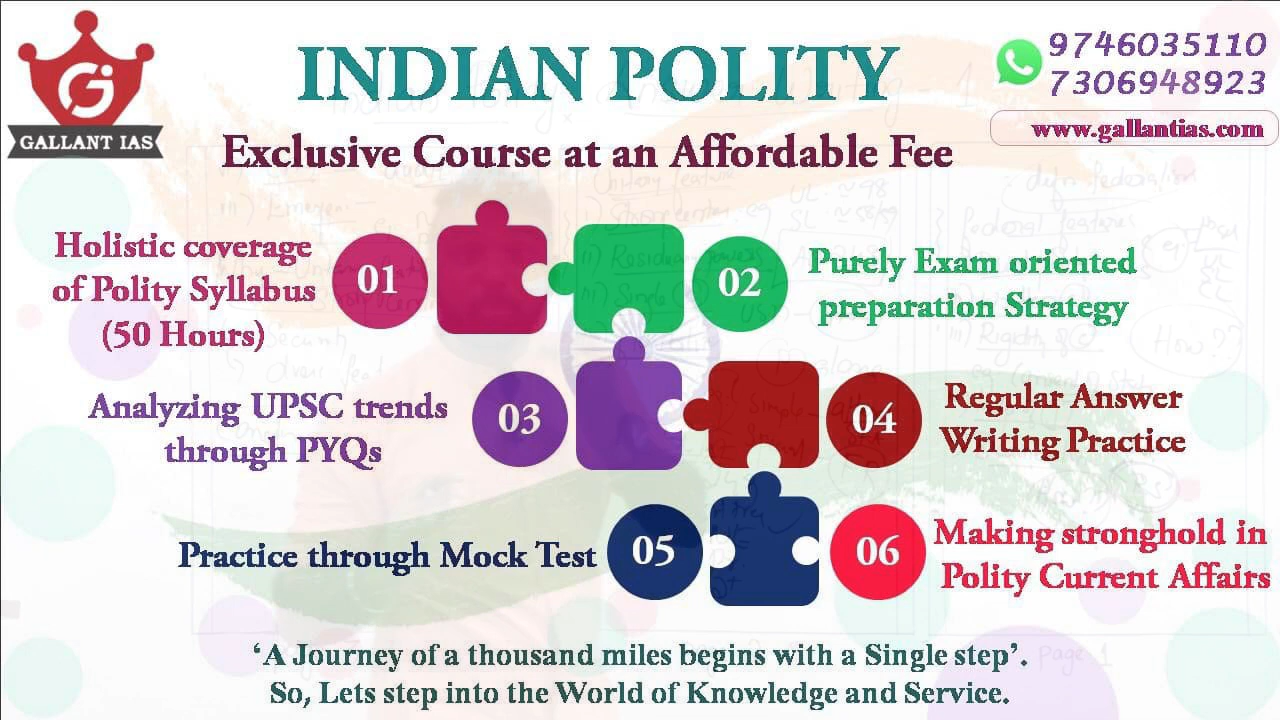 GALLANT IAS
INDIAN POLITY
9746035110
7306948923
www.gallantias.com
Exclusive Course at an Affordable Fee
Holistic coverage
of Polity Syllabus
(50 Hours)
01
02
Purely Exam oriented
preparation Strategy
Analyzing UPSC trends
through PYQs
03
04
Regular Answer
Writing Practice
Practice through Mock Test
05
06
Making stronghold in
Polity Current Affairs
‘A Journey of a thousand miles begins with a Single step’.
So, Lets step into the World of Knowledge and Service.